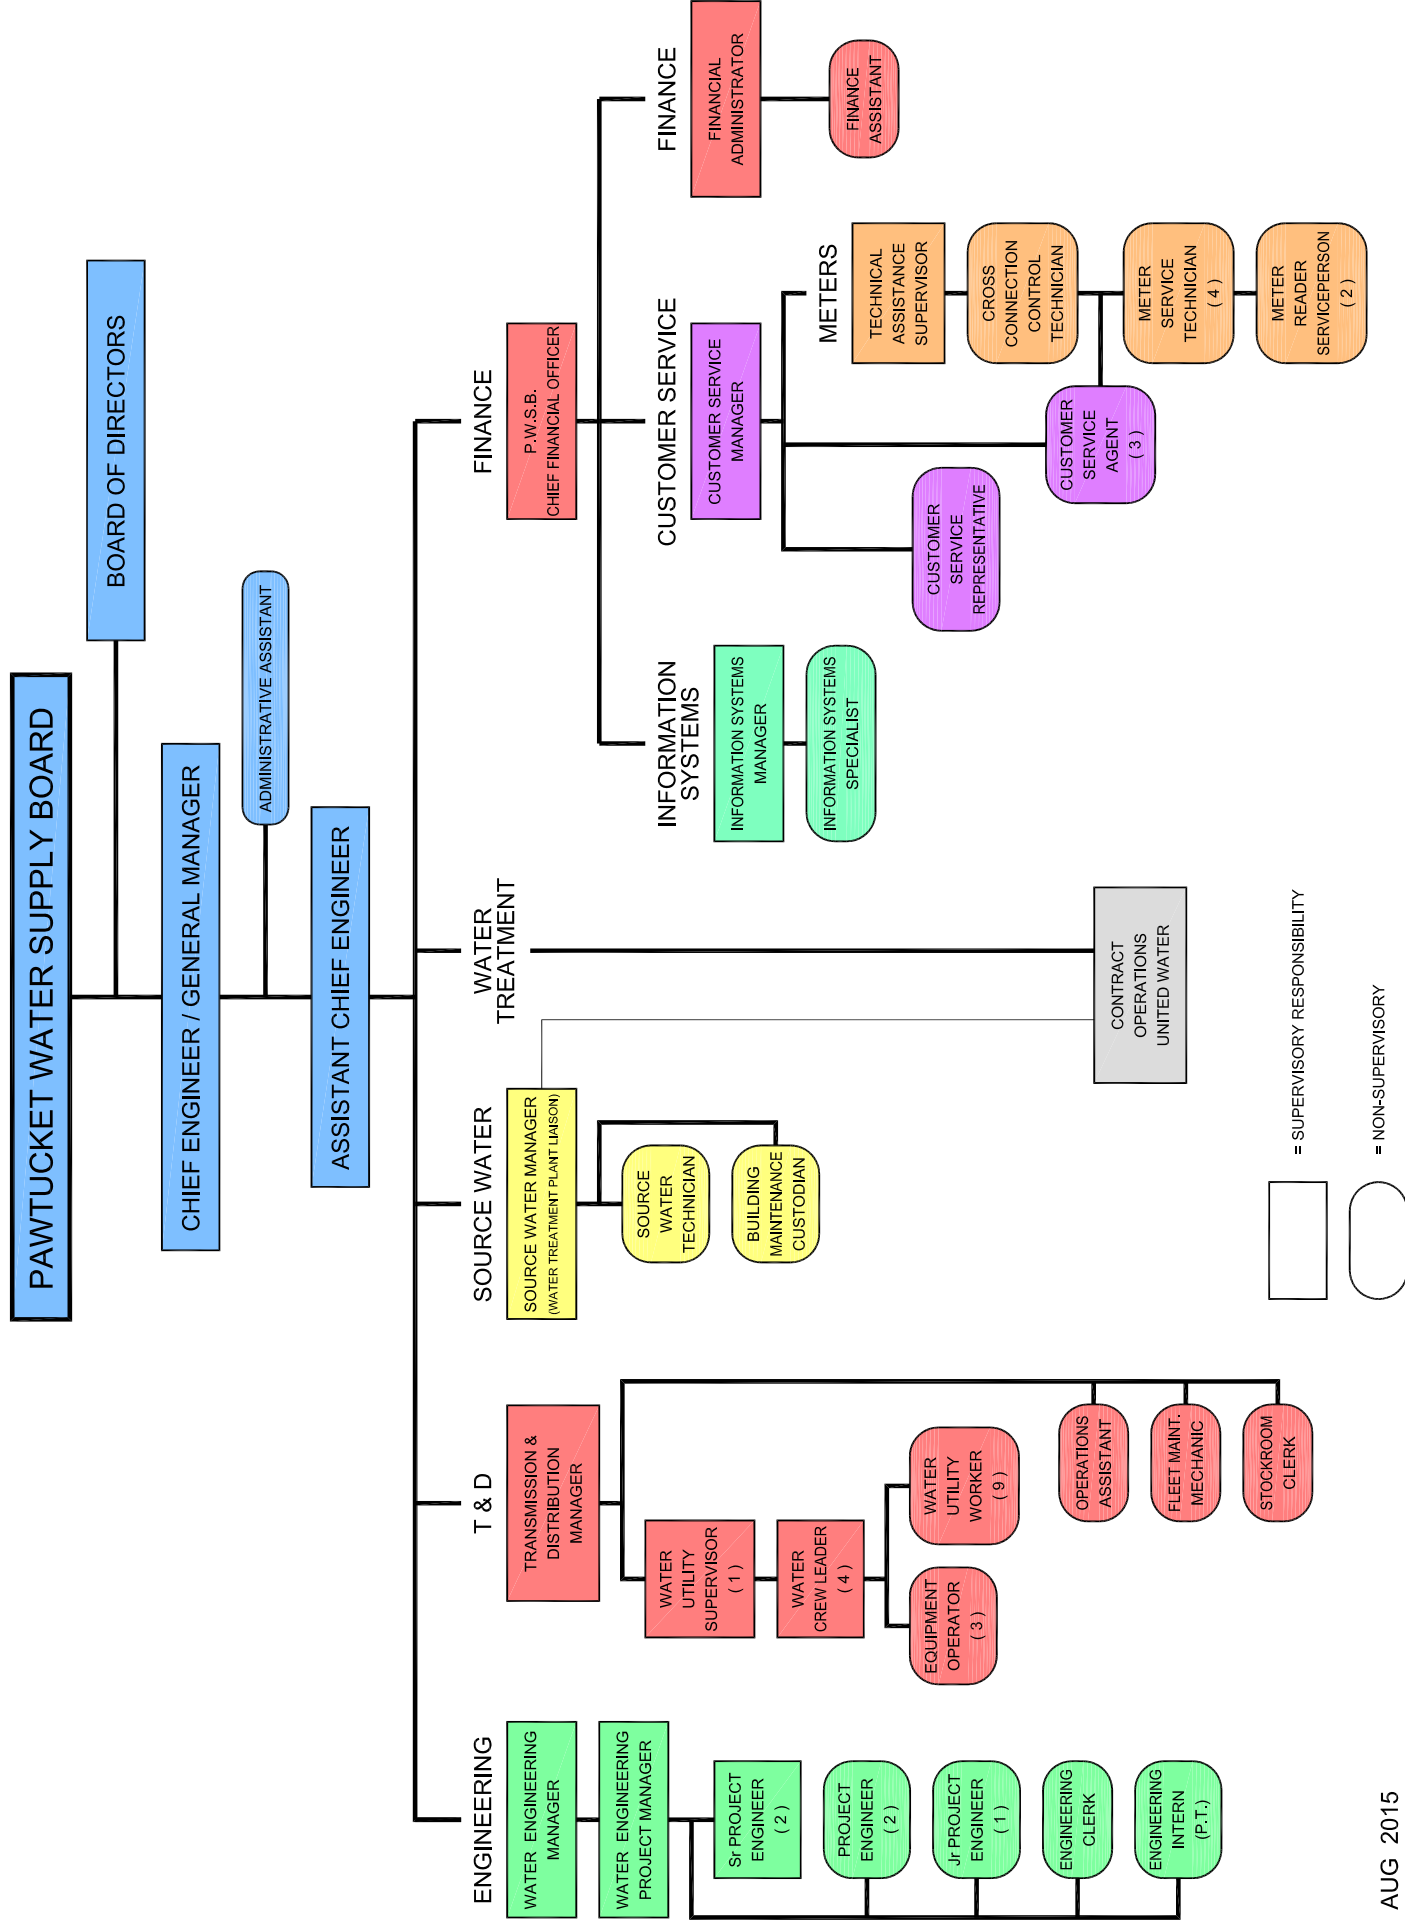 PAWTUCKET WATER SUPPLY BOARD
BOARD OF DIRECTORS
CHIEF ENGINEER / GENERAL MANAGER
ADMINISTRATIVE ASSISTANT
ASSISTANT CHIEF ENGINEER
ENGINEERING
WATER ENGINEERING
MANAGER
WATER ENGINEERING
PROJECT MANAGER
Sr PROJECT
ENGINEER
( 2 )
PROJECT
ENGINEER
( 2 )
Jr PROJECT
ENGINEER
( 1 )
ENGINEERING
CLERK
ENGINEERING
INTERN
(P.T.)
T & D
TRANSMISSION &
DISTRIBUTION
MANAGER
WATER
UTILITY
SUPERVISOR
( 1 )
WATER
CREW LEADER
( 4 )
EQUIPMENT
OPERATOR
( 3 )
WATER
UTILITY
WORKER
( 9 )
OPERATIONS
ASSISTANT
FLEET MAINT.
MECHANIC
STOCKROOM
CLERK
SOURCE WATER
SOURCE WATER MANAGER
(WATER TREATMENT PLANT LIAISON)
SOURCE
WATER
TECHNICIAN
BUILDING
MAINTENANCE
CUSTODIAN
WATER
TREATMENT
CONTRACT
OPERATIONS
UNITED WATER
FINANCE
P.W.S.B.
CHIEF FINANCIAL OFFICER
INFORMATION
SYSTEMS
INFORMATION SYSTEMS
MANAGER
INFORMATION SYSTEMS
SPECIALIST
CUSTOMER SERVICE
CUSTOMER SERVICE
MANAGER
CUSTOMER
SERVICE
REPRESENTATIVE
CUSTOMER
SERVICE
AGENT
( 3 )
METERS
TECHNICAL
ASSISTANCE
SUPERVISOR
CROSS
CONNECTION
CONTROL
TECHNICIAN
METER
SERVICE
TECHNICIAN
( 4 )
METER
READER
SERVICEPERSON
( 2 )
FINANCE
FINANCIAL
ADMINISTRATOR
FINANCE
ASSISTANT
= SUPERVISORY RESPONSIBILITY
= NON-SUPERVISORY
AUG 2015